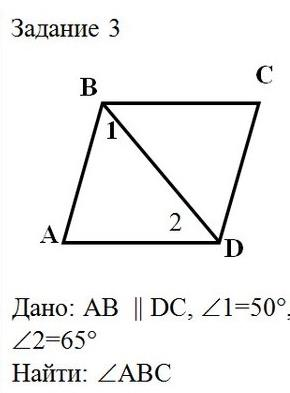 Задание 3
B
C
1
2
A
D
Дано: AB || DC, ∠1=50°,
∠2=65°
Найти: ∠ABC